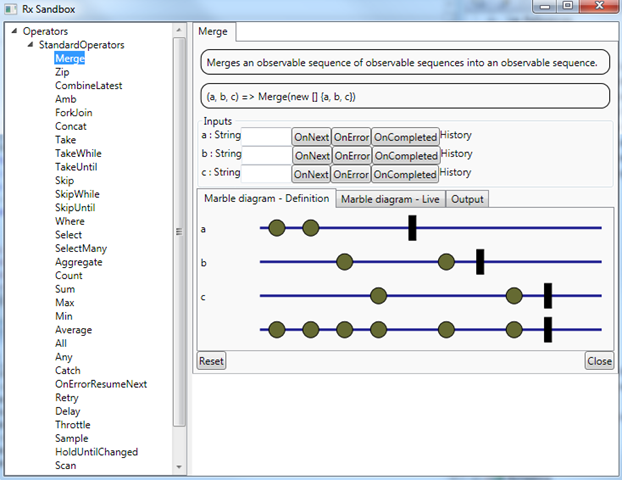 Rx Sandbox
Operators
StandardOperators
Merge
Zip
CombineLatest
Amb
ForkJoin
Concat
Take
TakeWhile
TakeUntil
Skip
SkipWhile
SkipUntil
Where
Select
SelectMany
Aggregate
Count
Sum
Max
Min
Average
All
Any
Catch
OnErrorResumeNext
Retry
Delay
Throttle
Sample
HoldUntilChanged
Scan
Merge
Merges an observable sequence of observable sequences into an observable sequence.
(a, b, c) => Merge(new [] {a, b, c})
Inputs
a : String OnNext OnError OnCompleted History
b : String OnNext OnError OnCompleted History
c : String OnNext OnError OnCompleted History
Marble diagram - Definition Marble diagram - Live Output
a
b
c
Reset Close